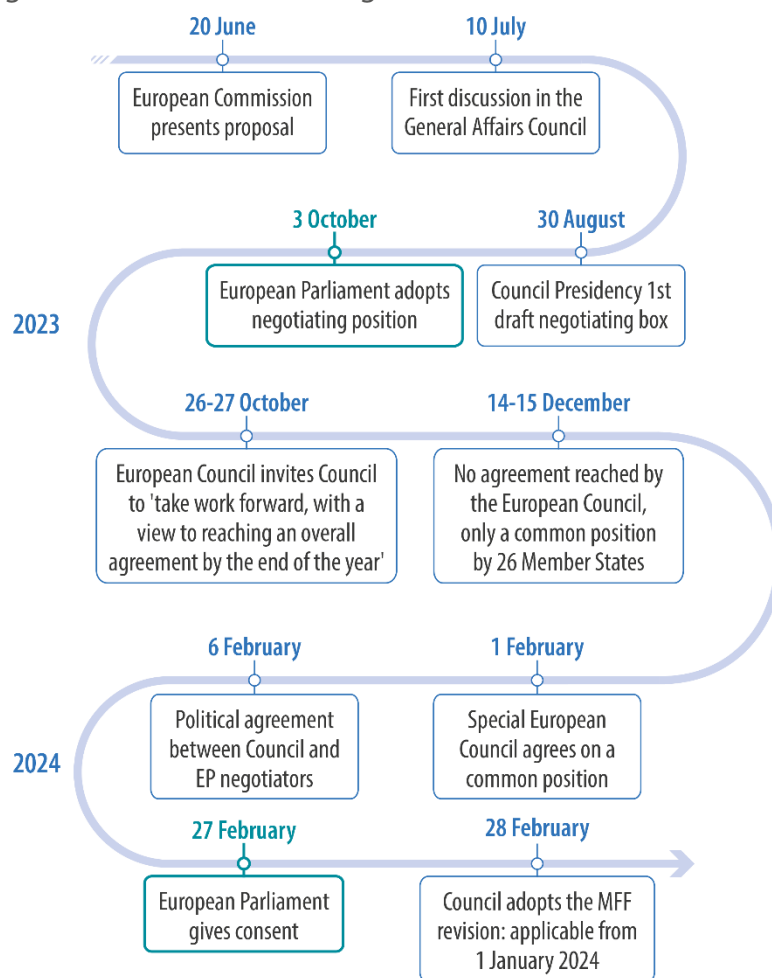 20 June
European Commission
presents proposal
10 July
First discussion in the
General Affairs Council
3 October
European Parliament adopts
negotiating position
30 August
Council Presidency 1st
draft negotiating box
2023
26-27 October
European Council invites Council
to 'take work forward, with a
view to reaching an overall
agreement by the end of the year'
14-15 December
No agreement reached by
the European Council,
only a common position
by 26 Member States
6 February
Political agreement
between Council and
EP negotiators
1 February
Special European
Council agrees on a
common position
2024
27 February
European Parliament
gives consent
28 February
Council adopts the MFF
revision: applicable from
1 January 2024